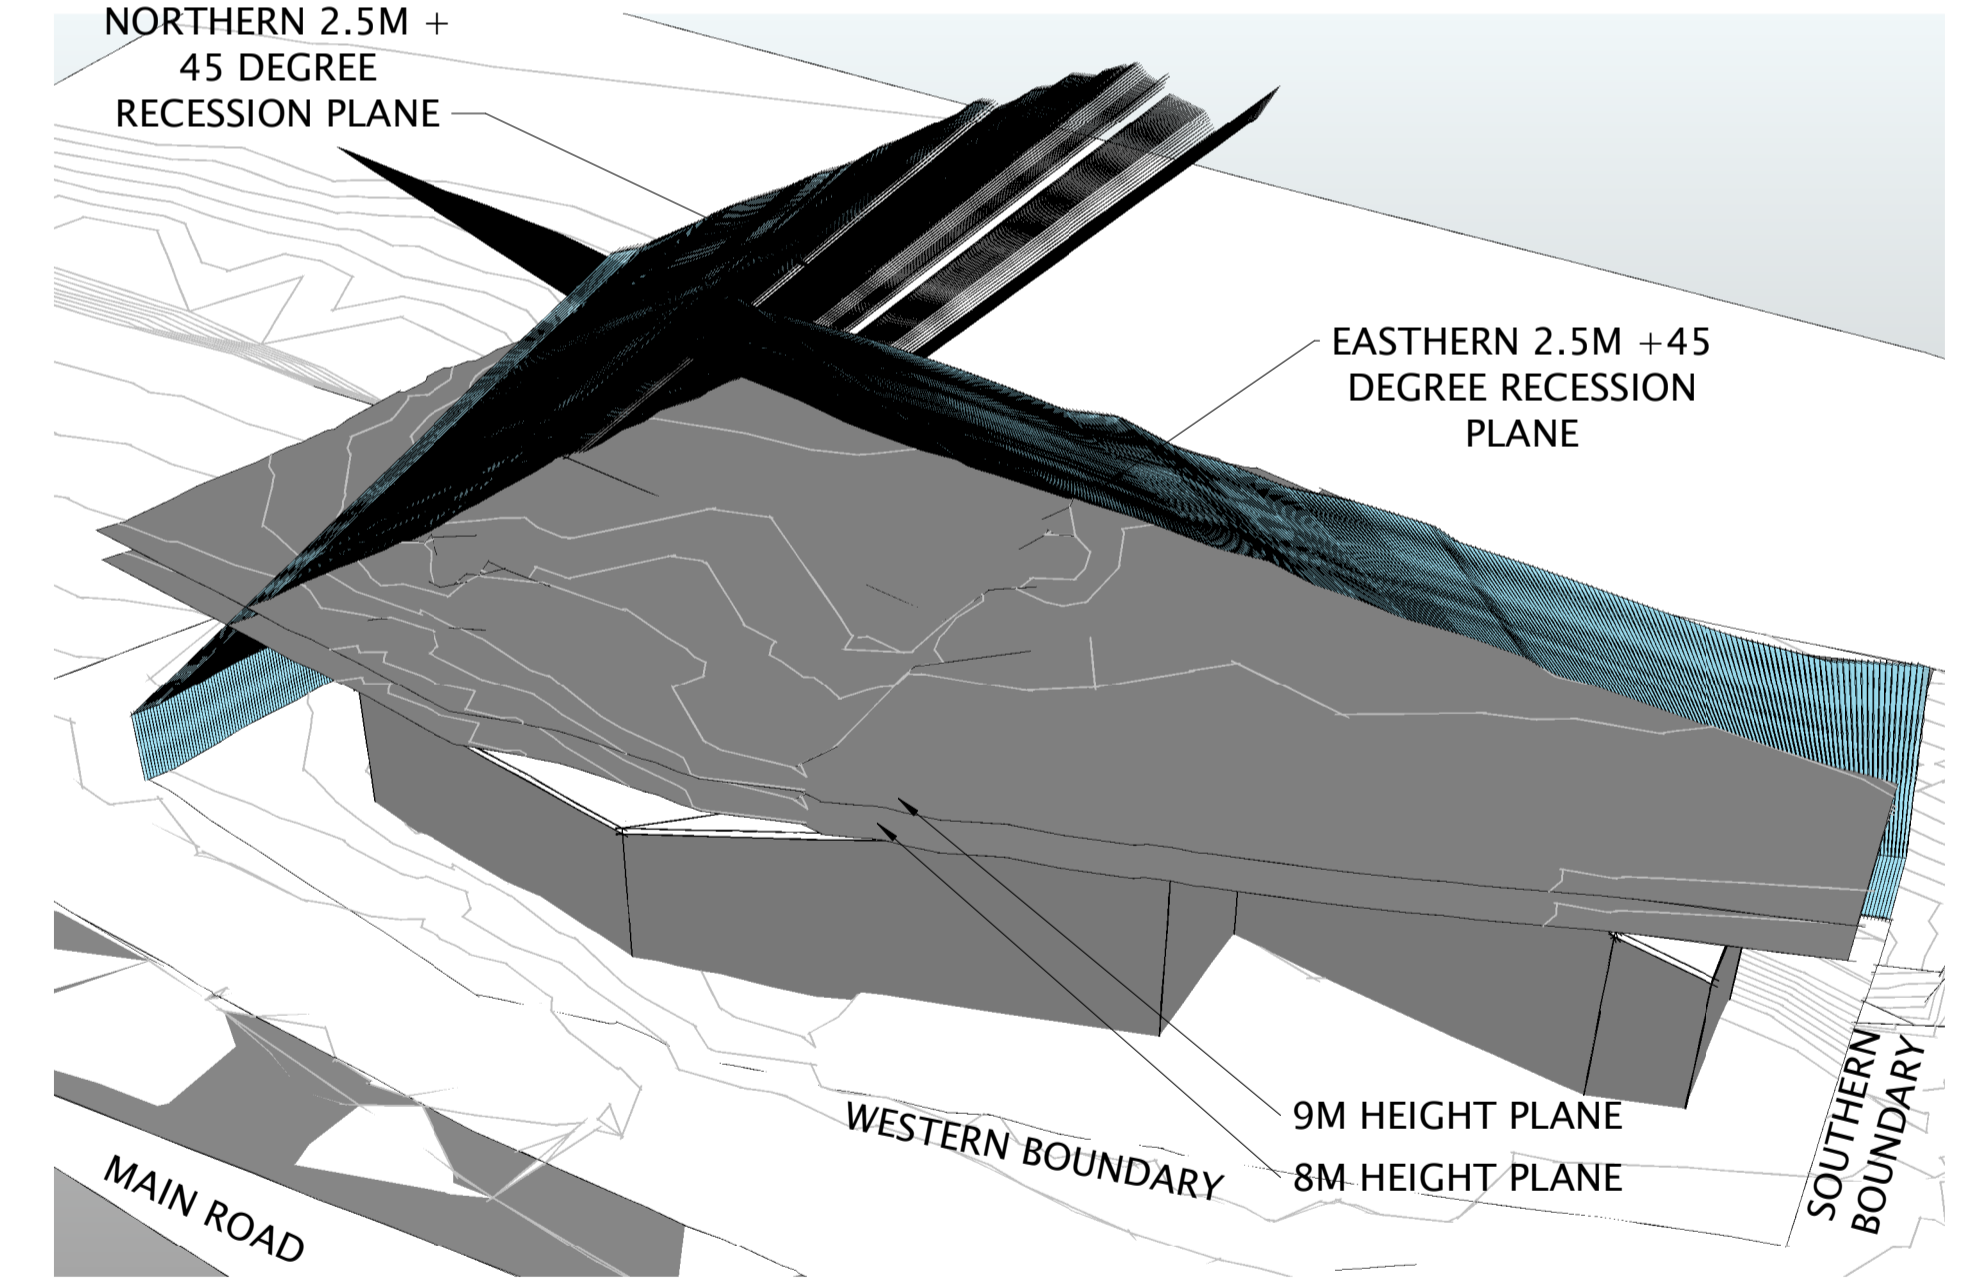 NORTHERN 2.5M +
45 DEGREE
RECESSION PLANE
EASTHERN 2.5M +45
DEGREE RECESSION
PLANE
9M HEIGHT PLANE
8M HEIGHT PLANE
WESTERN BOUNDARY
SOUTHERN
BOUNDARY
MAIN ROAD